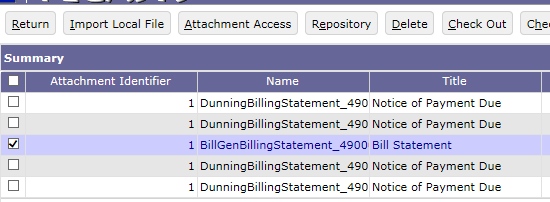 Return Import Local File Attachment Access Repository Delete Check Out
Summary
Attachment Identifier Name Title
1 DunningBillingStatement_490 Notice of Payment Due
1 DunningBillingStatement_490 Notice of Payment Due
1 BillGenBillingStatement_4900 Bill Statement
1 DunningBillingStatement_490 Notice of Payment Due
1 DunningBillingStatement_490 Notice of Payment Due